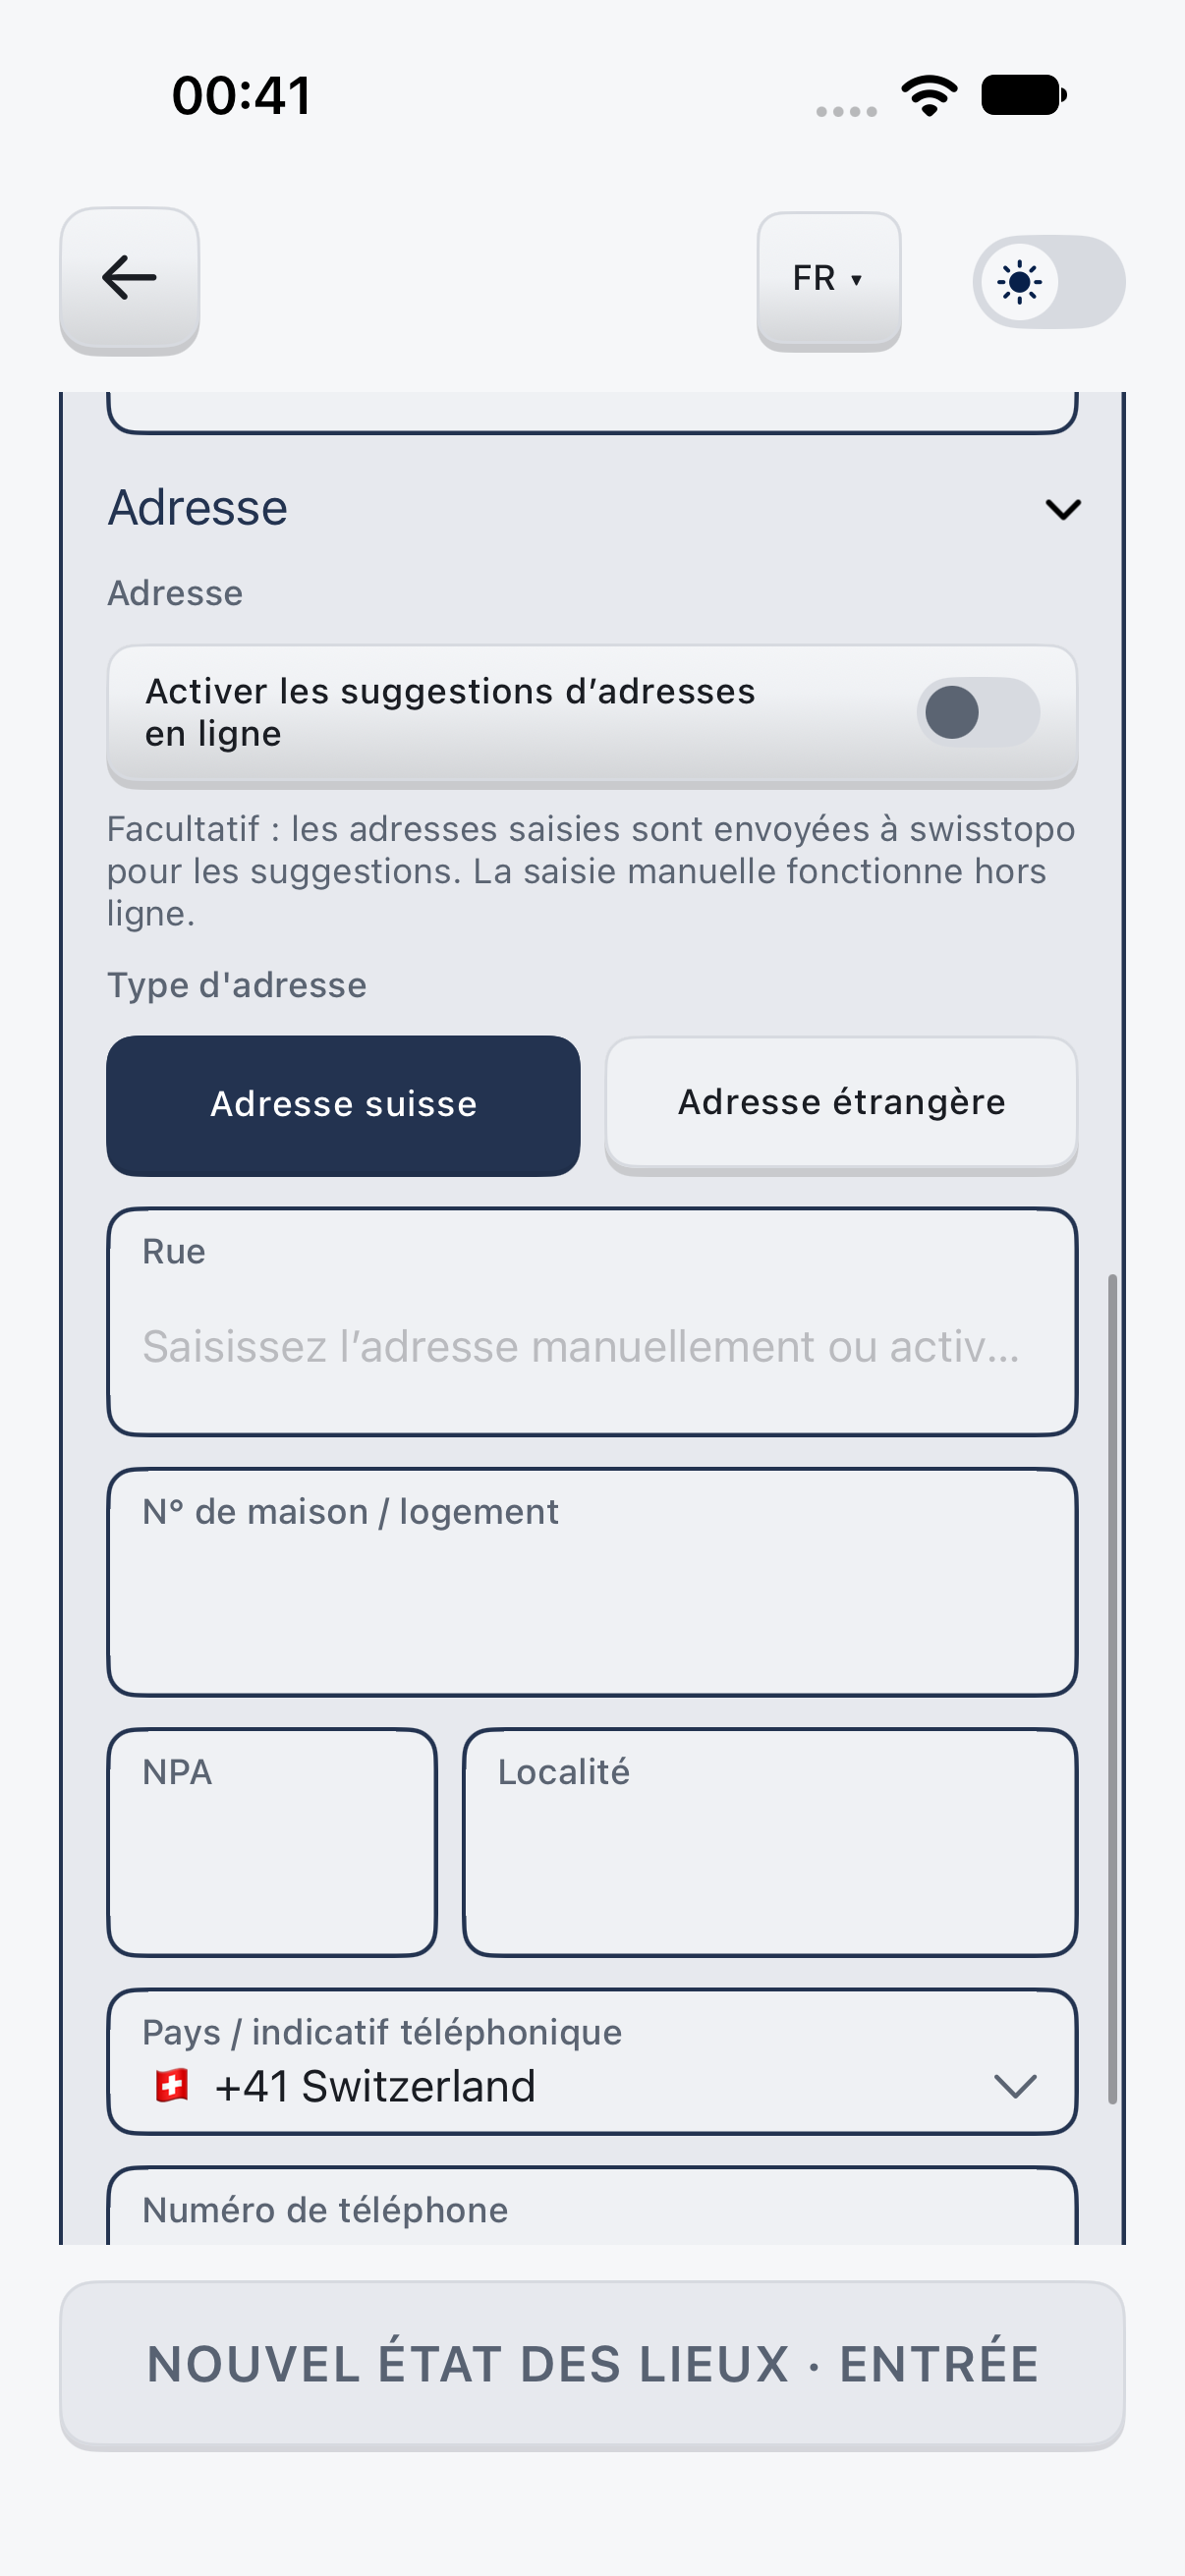 00:41
FR
Adresse
Adresse
Activer les suggestions d’adresses
en ligne
Facultatif : les adresses saisies sont envoyées à swisstopo
pour les suggestions. La saisie manuelle fonctionne hors
ligne.
Type d'adresse
Adresse suisse
Adresse étrangère
Rue
Saisissez l’adresse manuellement ou activ...
N° de maison / logement
NPA
Localité
Pays / indicatif téléphonique
+41 Switzerland
Numéro de téléphone
NOUVEL ÉTAT DES LIEUX · ENTRÉE